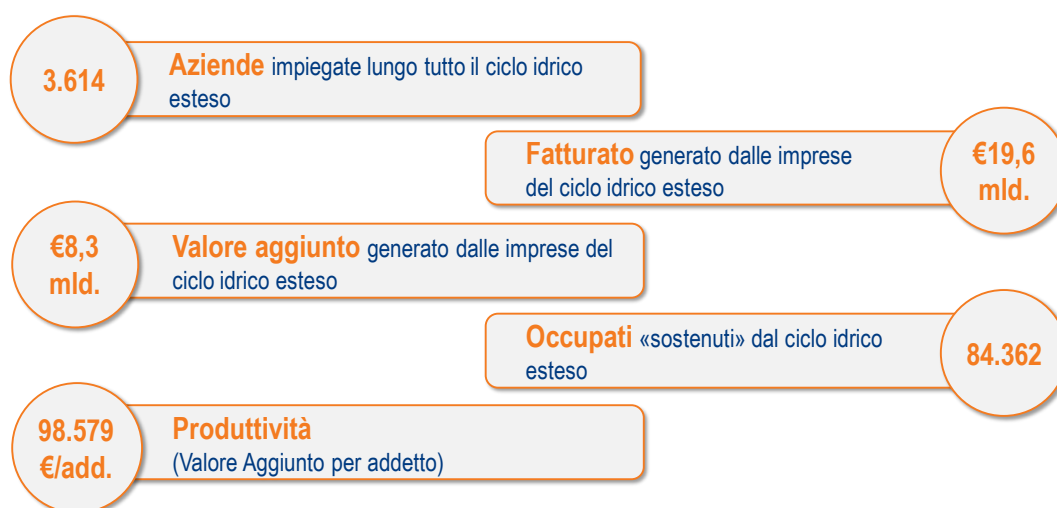 3.614
Aziende impiegate lungo tutto il ciclo idrico
esteso
Fatturato generato dalle imprese
del ciclo idrico esteso
€19,6
mld.
€8,3
mld.
Valore aggiunto generato dalle imprese del
ciclo idrico esteso
Occupati «sostenuti» dal ciclo idrico
esteso
84.362
98.579
€/add.
Produttività
(Valore Aggiunto per addetto)